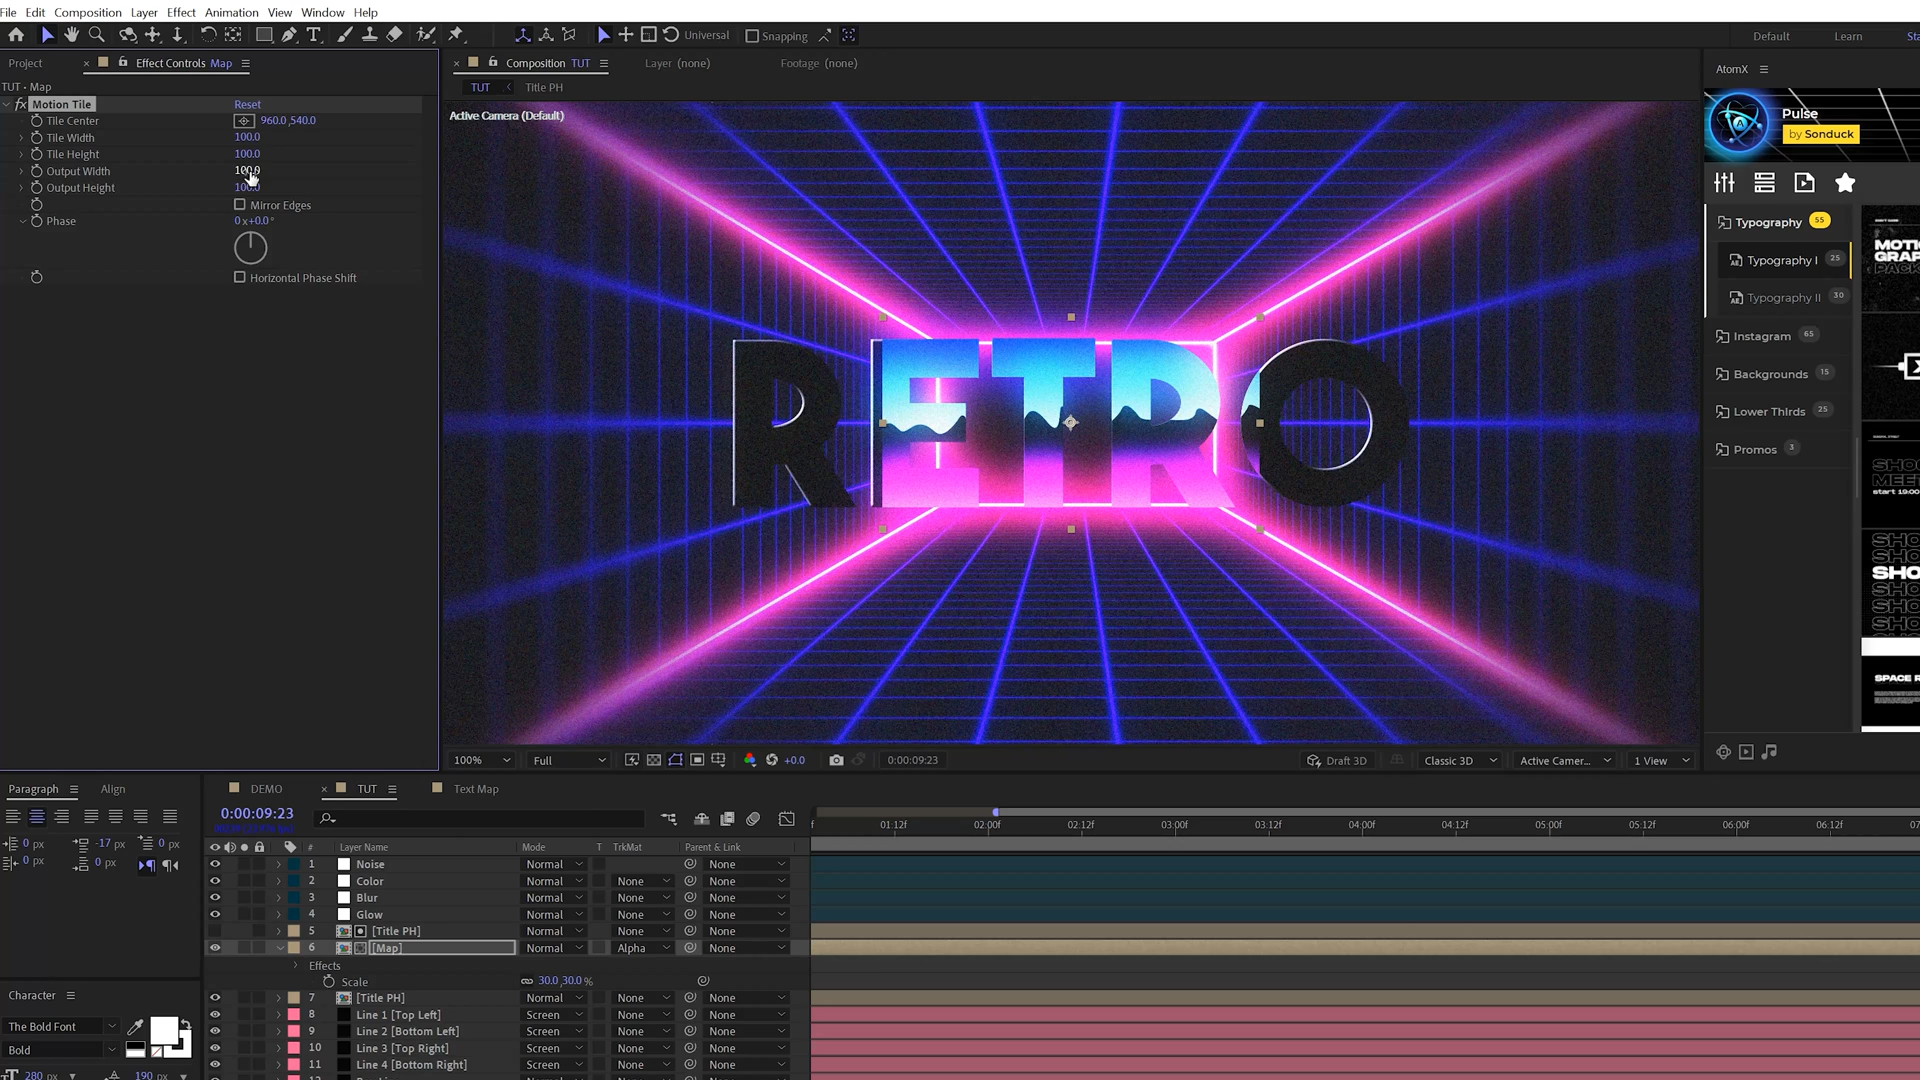 File Edit Composition Layer Effect Animation View Window Help
Universal Snapping Default Learn
Project Effect Controls Map
Composition TUT Layer (none) Footage (none)
AtomX
TUT • Map
TUT Title PH
fx Motion Tile Reset
Tile Center 960.0,540.0
Tile Width 100.0
Tile Height 100.0
Output Width 100.0
Output Height 100.0
Mirror Edges
Phase 0x+0.0°
Horizontal Phase Shift
Active Camera (Default)
RETRO
Pulse
by Sonduck
Typography 55
Typography I 25
Typography II 30
Instagram 65
Backgrounds 15
Lower Thirds 25
Promos 3
SPACE R
100% Full +0.0 0:00:09:23 Draft 3D Classic 3D Active Camer... 1 View
Paragraph Align
DEMO TUT Text Map
0:00:09:23
01:12f 02:00f 02:12f 03:00f 03:12f 04:00f 04:12f 05:00f 05:12f 06:00f 06:12f
0 px -17 px 0 px
0 px 0 px
# Layer Name Mode T TrkMat Parent & Link
1 Noise Normal None
2 Color Normal None None
3 Blur Normal None None
4 Glow Normal None None
5 [Title PH] Normal None None
6 [Map] Normal Alpha None
Effects
Scale 30.0,30.0%
7 [Title PH] Normal None None
8 Line 1 [Top Left] Screen None None
9 Line 2 [Bottom Left] Screen None None
10 Line 3 [Top Right] Screen None None
11 Line 4 [Bottom Right] Screen None None
Character
The Bold Font
Bold
280 px 190 px